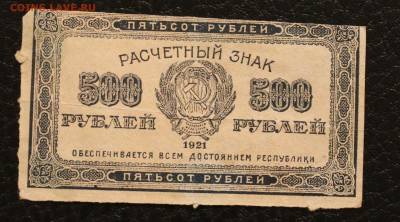 COINS.LAVE.RU
ПЯТЬСОТ РУБЛЕЙ
РАСЧЕТНЫЙ ЗНАК
500 500
РУБЛЕЙ РУБЛЕЙ
1921
ОБЕСПЕЧИВАЕТСЯ ВСЕМ ДОСТОЯНИЕМ РЕСПУБЛИКИ
ПЯТЬСОТ РУБЛЕЙ